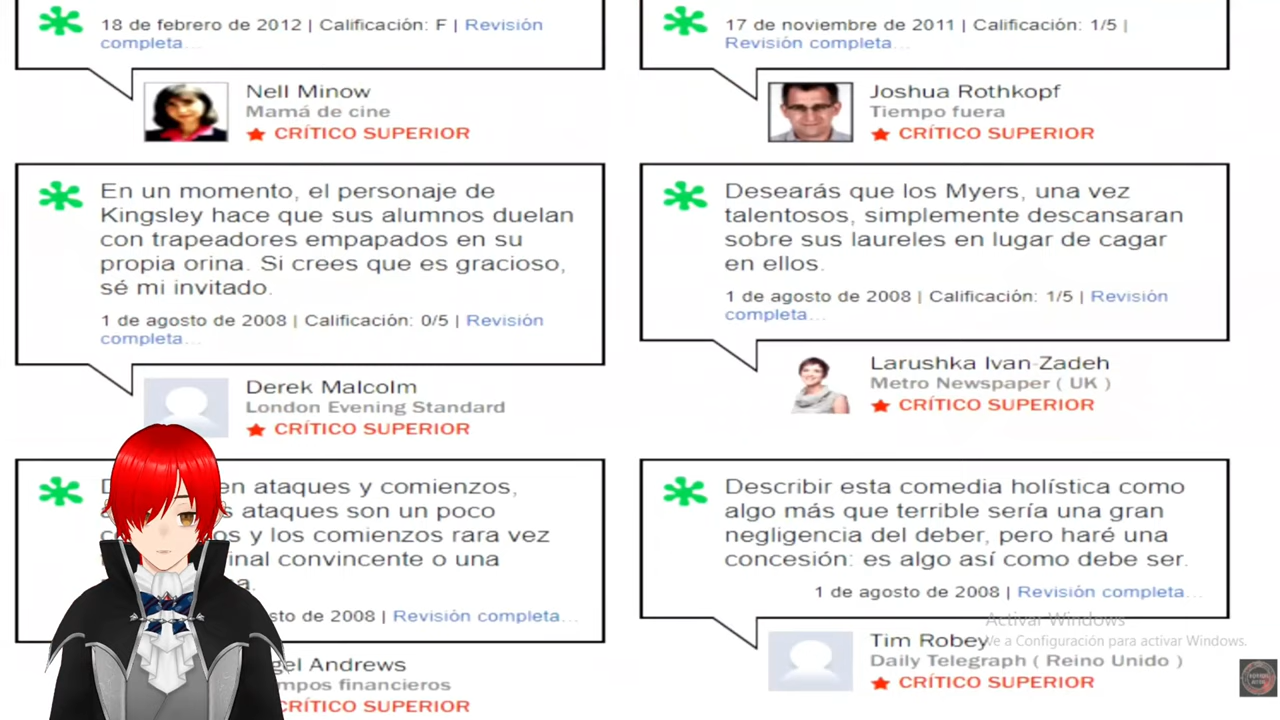 18 de febrero de 2012 | Calificación: F | Revisión
completa...
Nell Minow
Mamá de cine
CRÍTICO SUPERIOR
17 de noviembre de 2011 | Calificación: 1/5 |
Revisión completa...
Joshua Rothkopf
Tiempo fuera
CRÍTICO SUPERIOR
En un momento, el personaje de
Kingsley hace que sus alumnos duelan
con trapeadores empapados en su
propia orina. Si crees que es gracioso,
sé mi invitado.
1 de agosto de 2008 | Calificación: 0/5 | Revisión
completa...
Derek Malcolm
London Evening Standard
CRÍTICO SUPERIOR
Desearás que los Myers, una vez
talentosos, simplemente descansaran
sobre sus laureles en lugar de cagar
en ellos.
1 de agosto de 2008 | Calificación: 1/5 | Revisión
completa...
Larushka Ivan-Zadeh
Metro Newspaper ( UK )
CRÍTICO SUPERIOR
en ataques y comienzos,
ataques son un poco
y los comienzos rara vez
convincente o una
de 2008 | Revisión completa...
Andrews
financieros
CRÍTICO SUPERIOR
Describir esta comedia holística como
algo más que terrible sería una gran
negligencia del deber, pero haré una
concesión: es algo así como debe ser.
1 de agosto de 2008 | Revisión completa...
Tim Robey
Daily Telegraph ( Reino Unido )
CRÍTICO SUPERIOR
Activar Windows
Ve a Configuración para activar Windows.